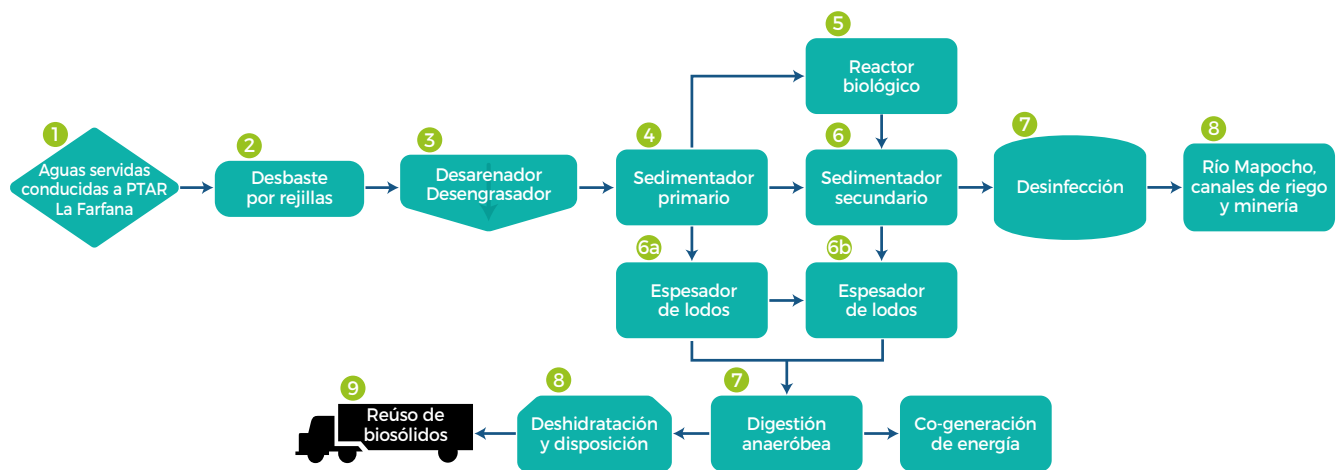 1
Aguas servidas
conducidas a PTAR
La Farfana
2
Desbaste
por rejillas
3
Desarenador
Desengrasador
4
Sedimentador
primario
5
Reactor
biológico
6
Sedimentador
secundario
7
Desinfección
8
Río Mapocho,
canales de riego
y minería
6a
Espesador
de lodos
6b
Espesador
de lodos
9
Reúso de
biosólidos
8
Deshidratación
y disposición
7
Digestión
anaeróbea
Co-generación
de energía